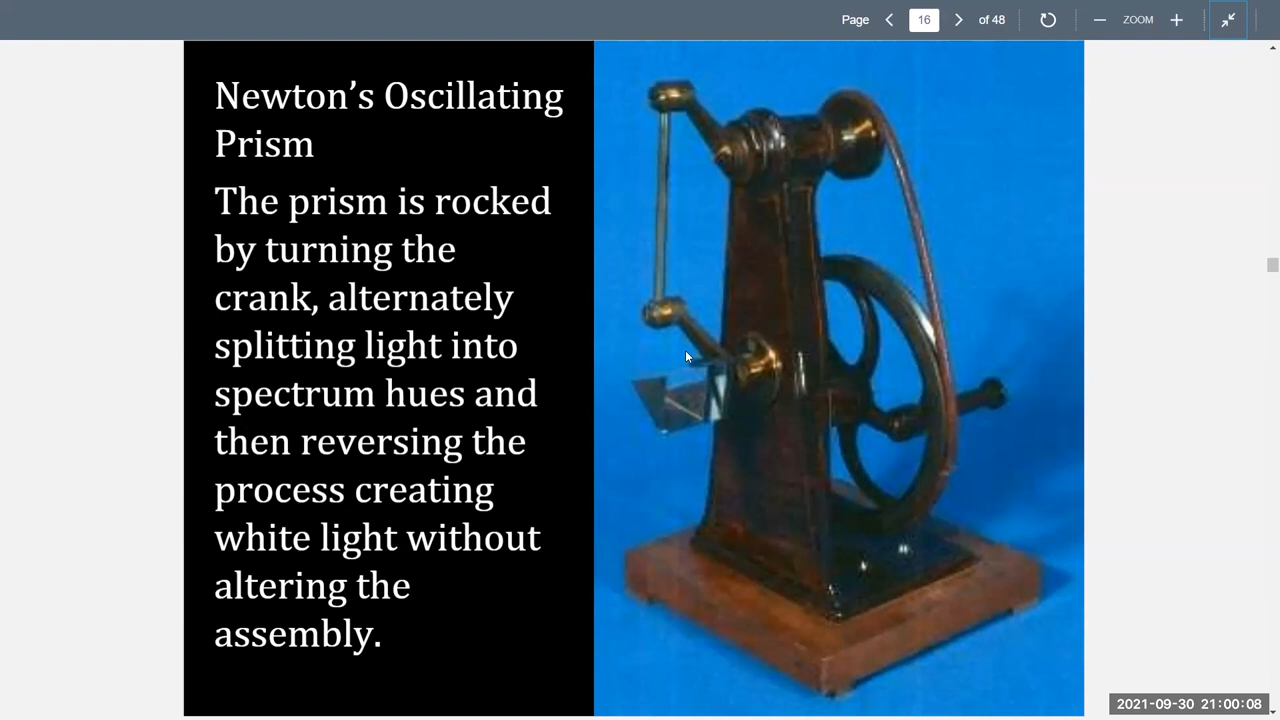 Page 16 of 48 ZOOM
Newton’s Oscillating
Prism
The prism is rocked
by turning the
crank, alternately
splitting light into
spectrum hues and
then reversing the
process creating
white light without
altering the
assembly.
2021-09-30 21:00:08